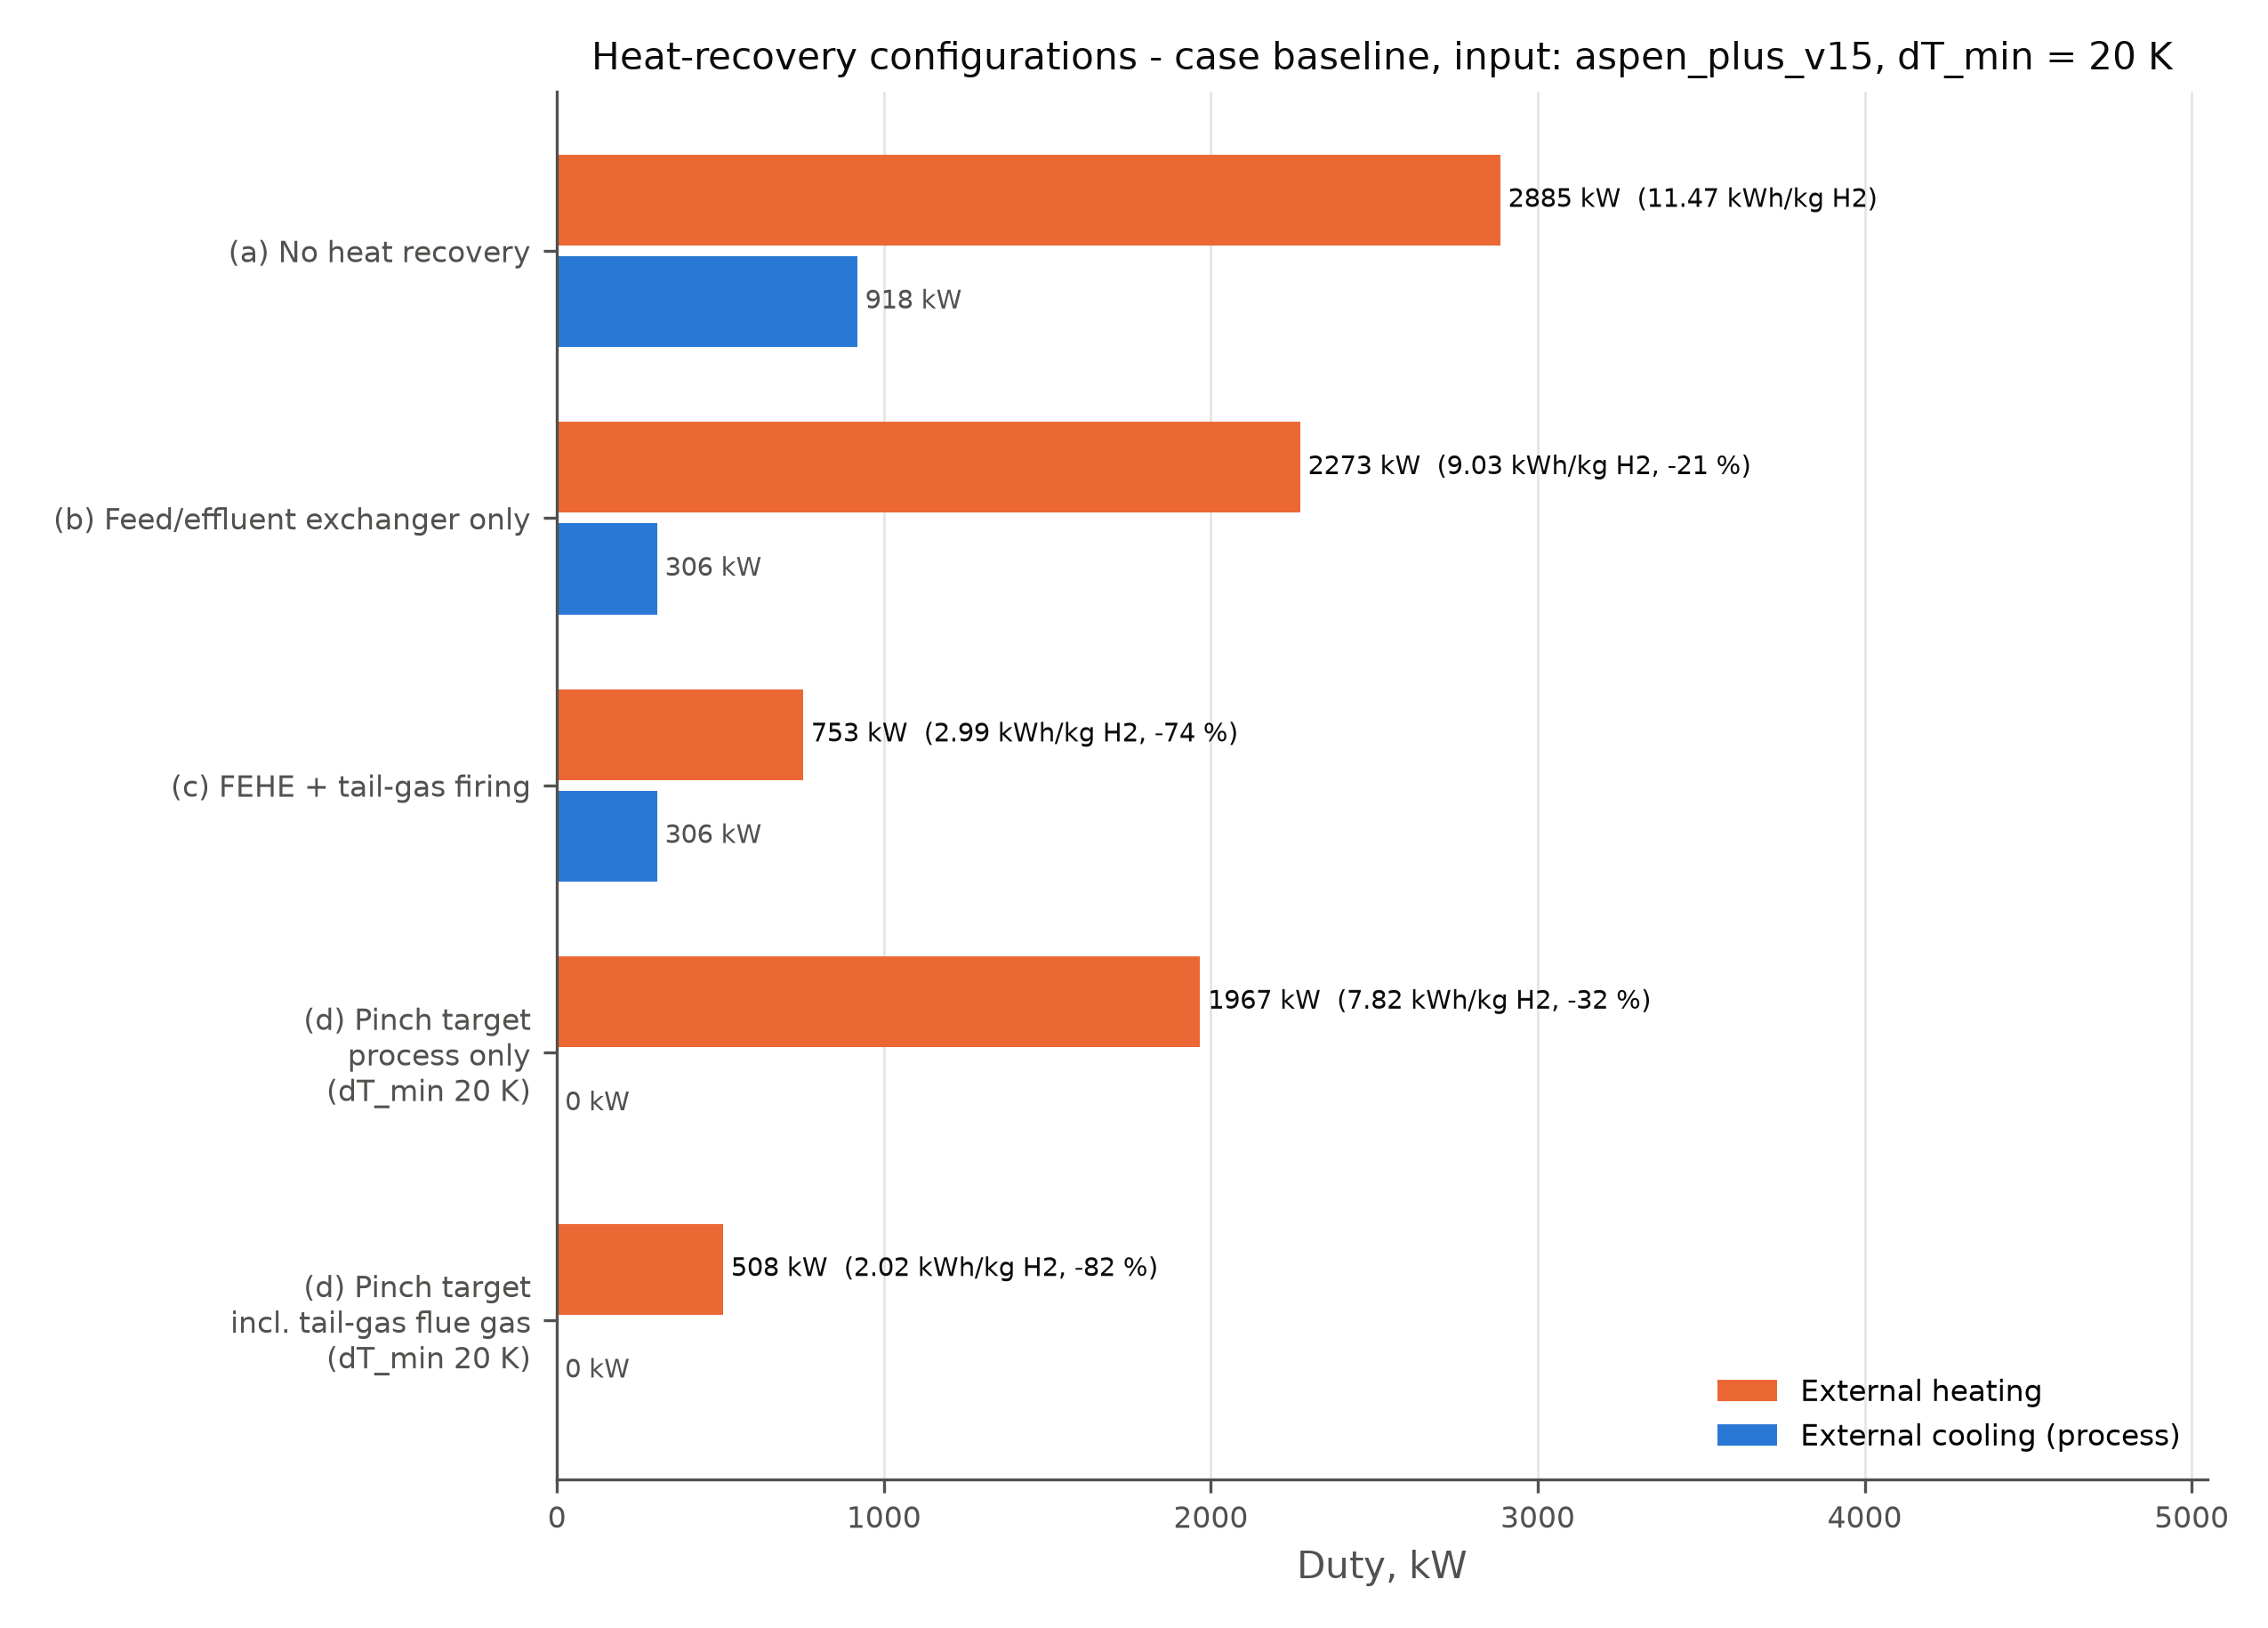 Heat-recovery configurations - case baseline, input: aspen_plus_v15, dT_min = 20 K
(a) No heat recovery
2885 kW  (11.47 kWh/kg H2)
918 kW
(b) Feed/effluent exchanger only
2273 kW  (9.03 kWh/kg H2, -21 %)
306 kW
(c) FEHE + tail-gas firing
753 kW  (2.99 kWh/kg H2, -74 %)
306 kW
(d) Pinch target
process only
(dT_min 20 K)
1967 kW  (7.82 kWh/kg H2, -32 %)
0 kW
(d) Pinch target
incl. tail-gas flue gas
(dT_min 20 K)
508 kW  (2.02 kWh/kg H2, -82 %)
0 kW
External heating
External cooling (process)
0 1000 2000 3000 4000 5000
Duty, kW